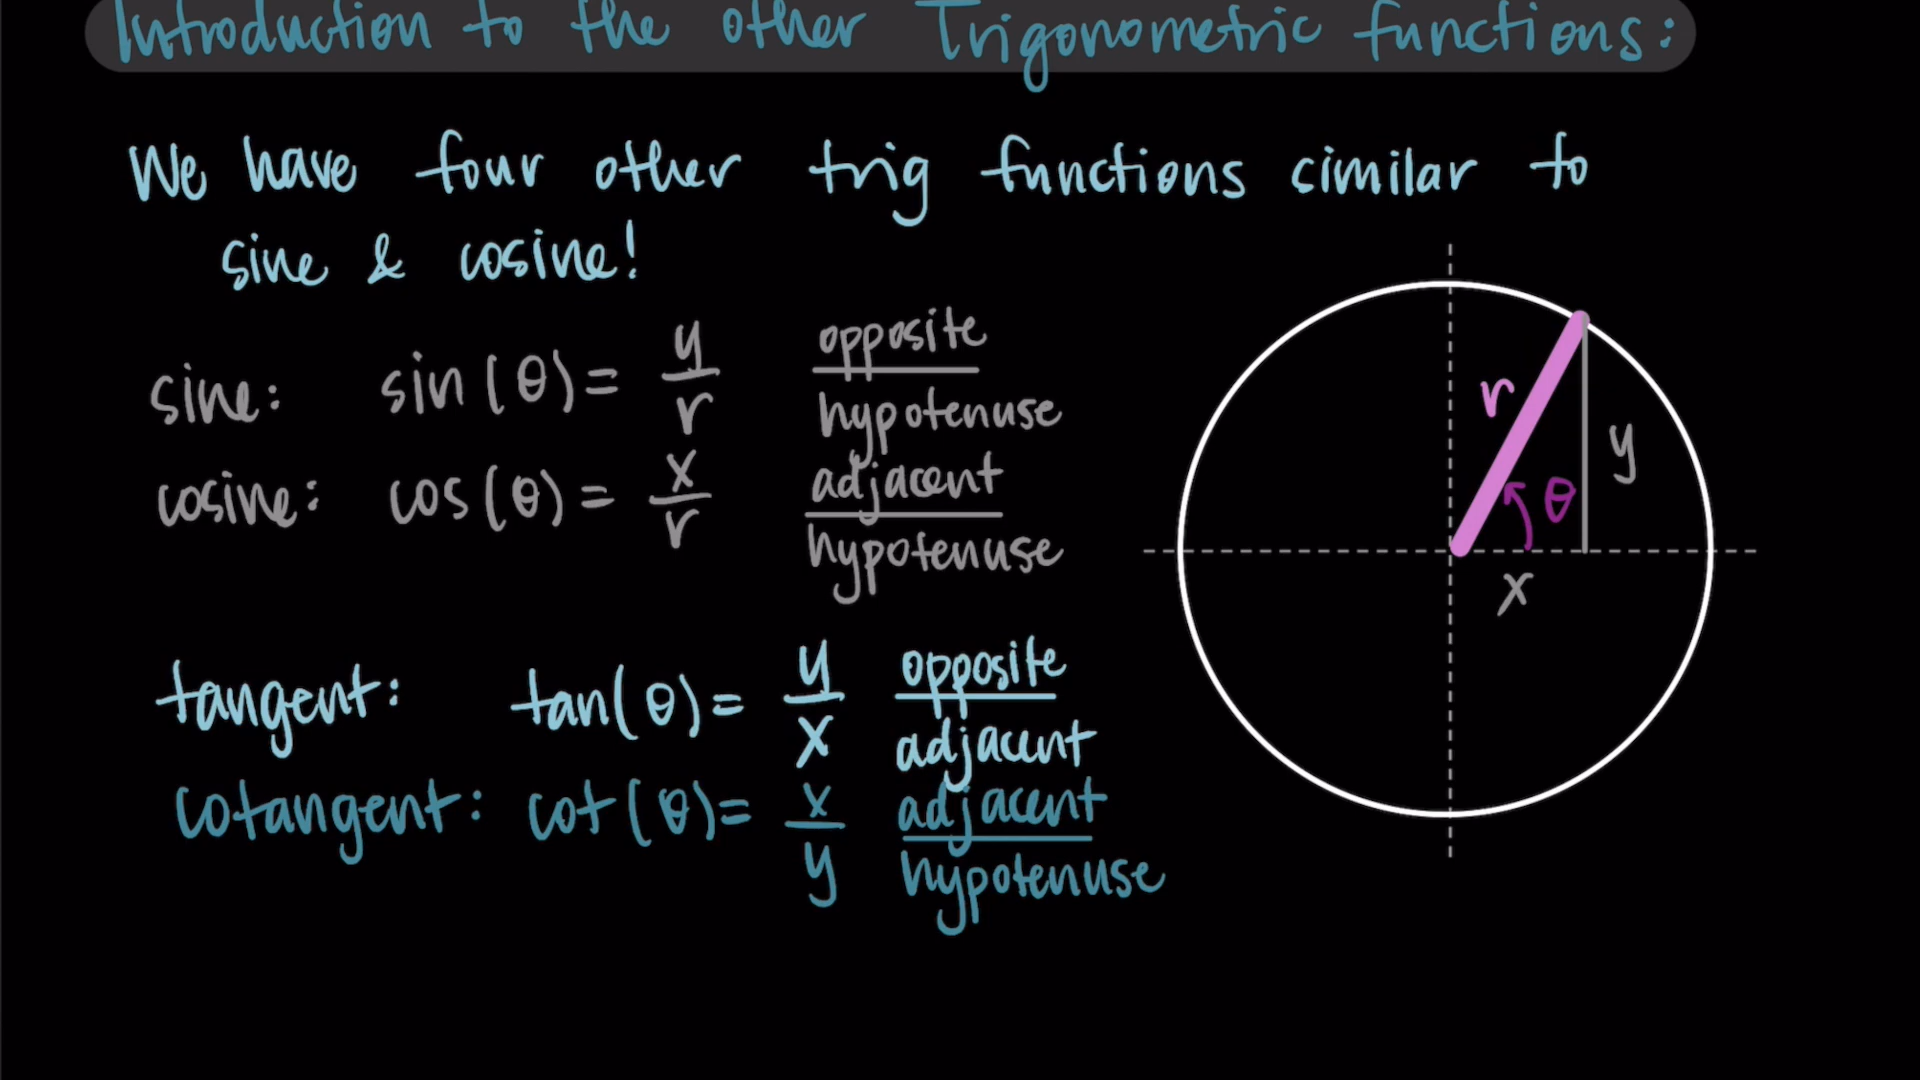 Introduction to the other Trigonometric functions:
We have four other trig functions similar to
sine & cosine!
sine: sin(θ) = y/r opposite/hypotenuse
cosine: cos(θ) = x/r adjacent/hypotenuse
tangent: tan(θ) = y/x opposite/adjacent
cotangent: cot(θ) = x/y adjacent/hypotenuse
r
y
θ
x